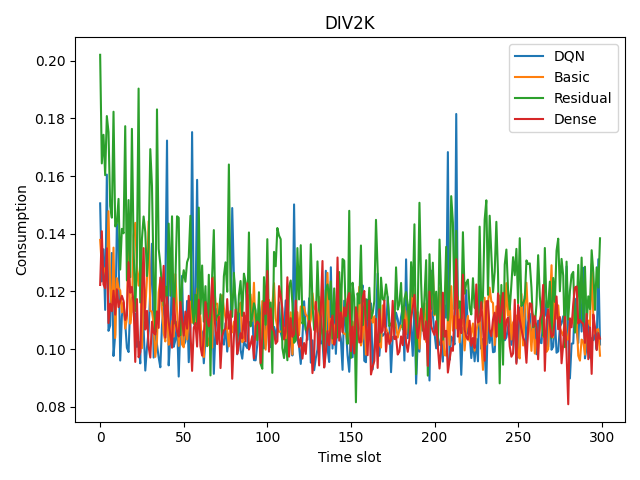 DIV2K
DQN
Basic
Residual
Dense
Consumption
0.20
0.18
0.16
0.14
0.12
0.10
0.08
0 50 100 150 200 250 300
Time slot